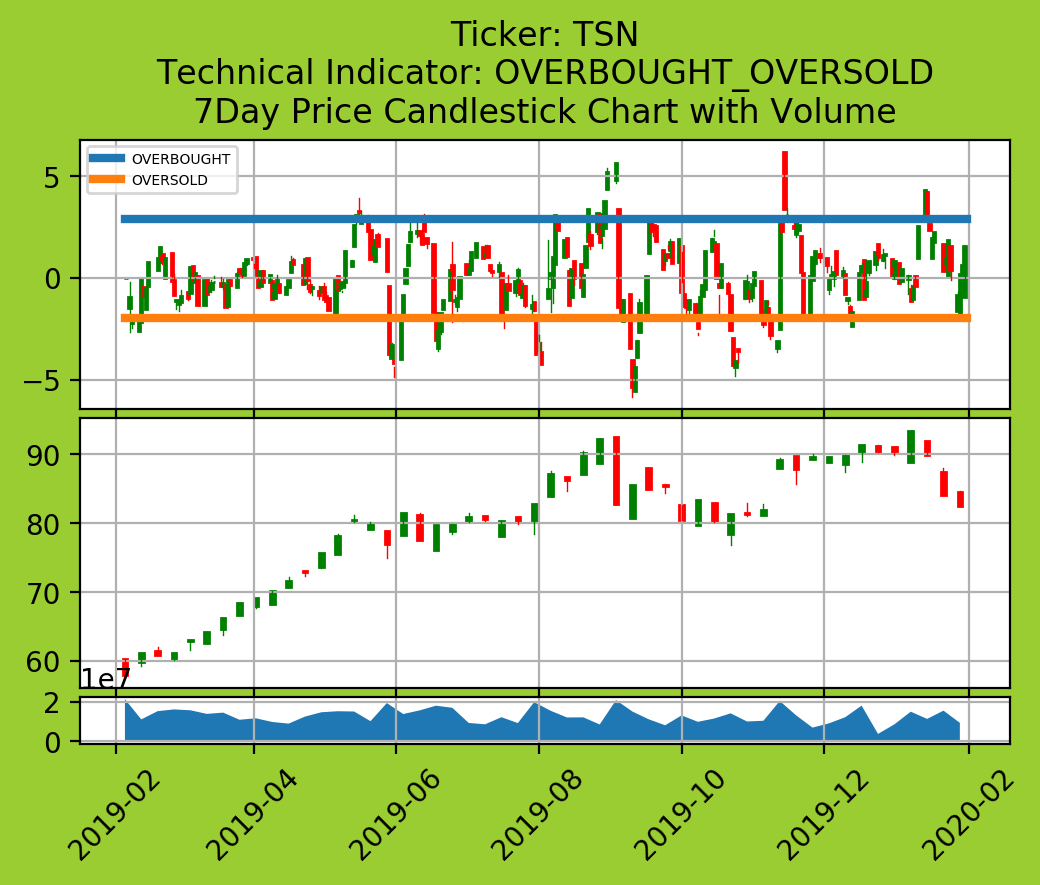 Ticker: TSN
Technical Indicator: OVERBOUGHT_OVERSOLD
7Day Price Candlestick Chart with Volume
OVERBOUGHT
OVERSOLD
5
0
−5
90
80
70
60
1e7
2
0
2019-02
2019-04
2019-06
2019-08
2019-10
2019-12
2020-02